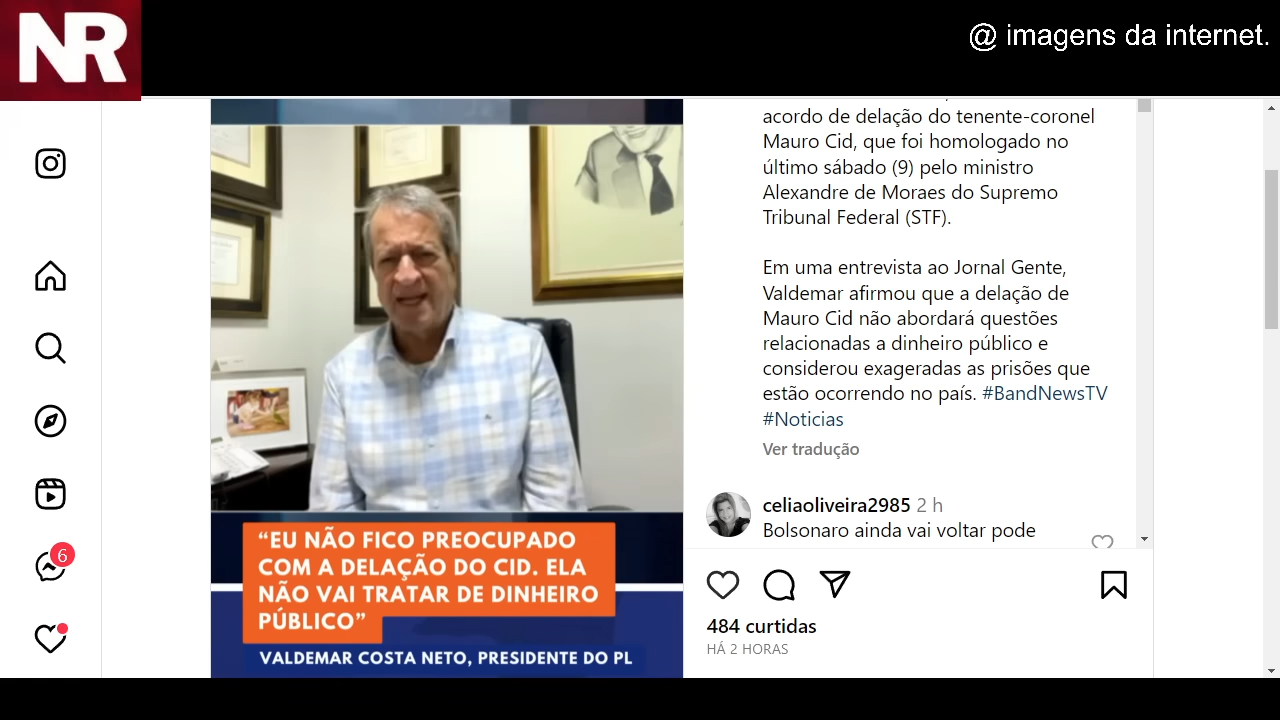 NR
@ imagens da internet.
acordo de delação do tenente-coronel
Mauro Cid, que foi homologado no
último sábado (9) pelo ministro
Alexandre de Moraes do Supremo
Tribunal Federal (STF).
Em uma entrevista ao Jornal Gente,
Valdemar afirmou que a delação de
Mauro Cid não abordará questões
relacionadas a dinheiro público e
considerou exageradas as prisões que
estão ocorrendo no país. #BandNewsTV
#Noticias
Ver tradução
celiaoliveira2985 2 h
Bolsonaro ainda vai voltar pode
“EU NÃO FICO PREOCUPADO
COM A DELAÇÃO DO CID. ELA
NÃO VAI TRATAR DE DINHEIRO
PÚBLICO”
VALDEMAR COSTA NETO, PRESIDENTE DO PL
6
484 curtidas
HÁ 2 HORAS